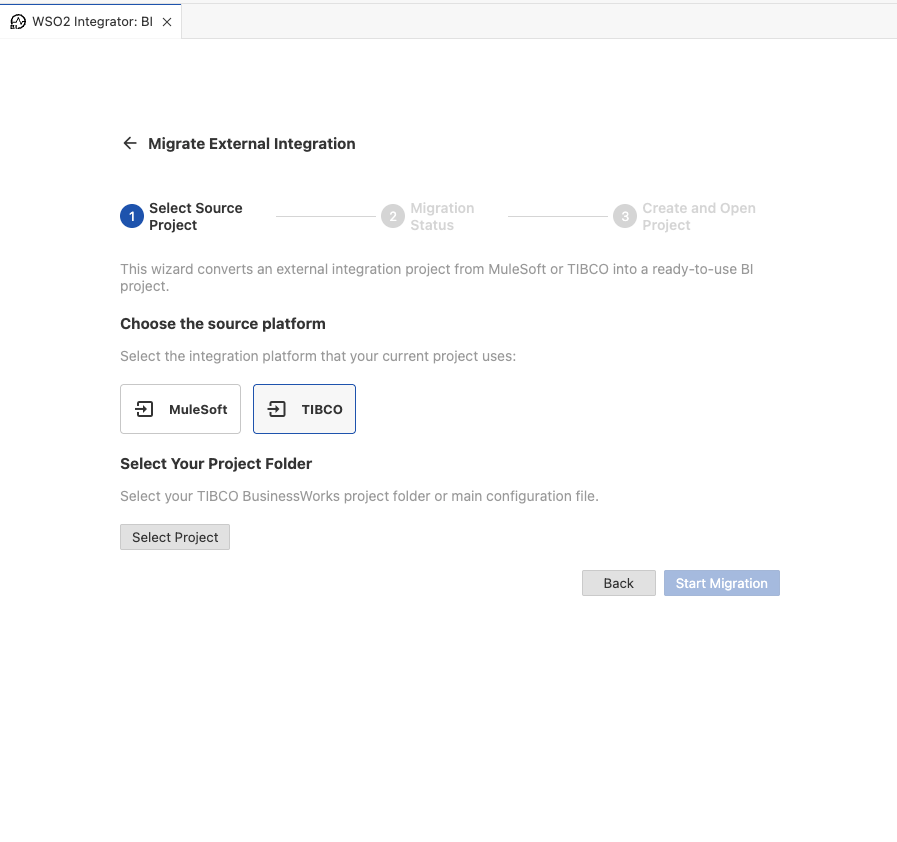 WSO2 Integrator: BI
Migrate External Integration
1 Select Source
Project
2 Migration
Status
3 Create and Open
Project
This wizard converts an external integration project from MuleSoft or TIBCO into a ready-to-use BI
project.
Choose the source platform
Select the integration platform that your current project uses:
MuleSoft TIBCO
Select Your Project Folder
Select your TIBCO BusinessWorks project folder or main configuration file.
Select Project
Back Start Migration